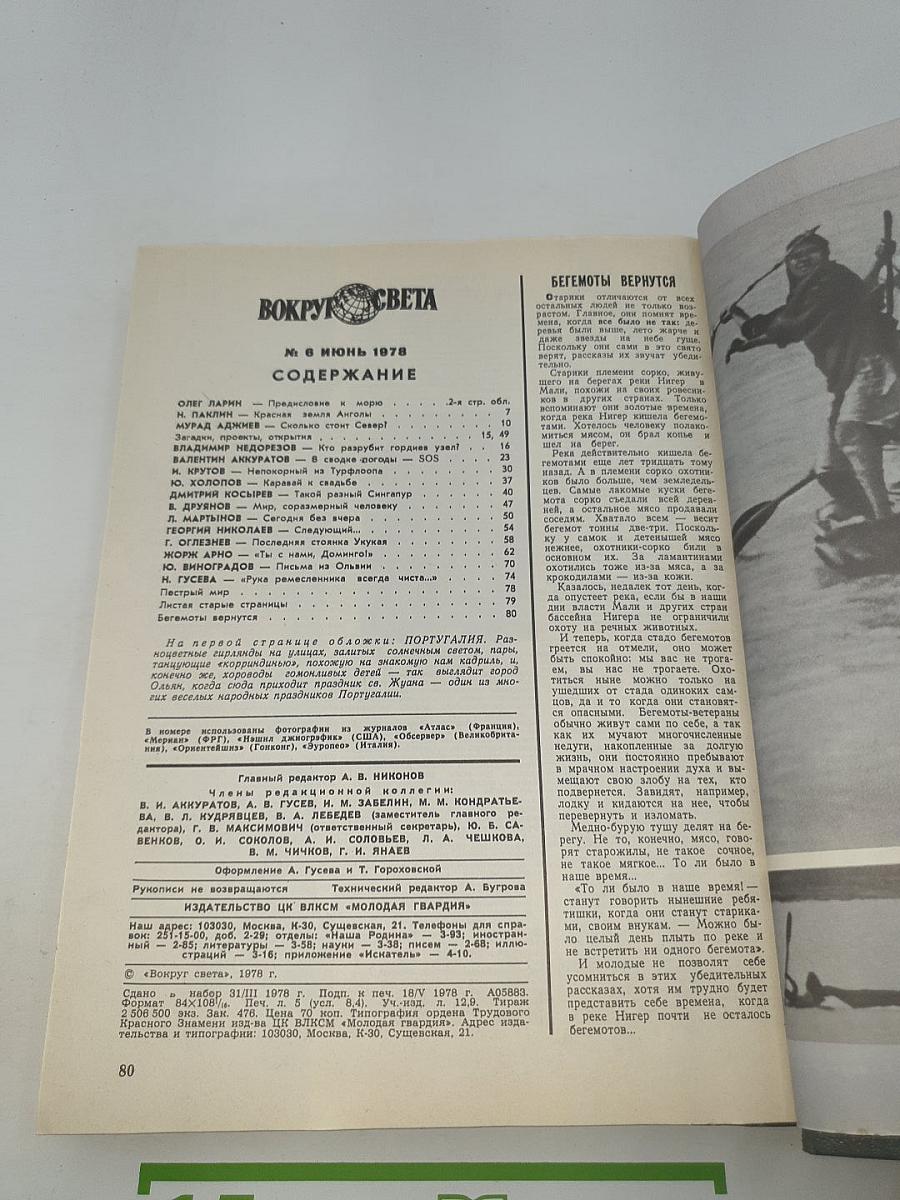 ВОКРУГ СВЕТА
№ 6 ИЮНЬ 1978
СОДЕРЖАНИЕ
ОЛЕГ ЛАРИН — Предисловие к морю . . . . . 2-я стр. обл.
Н. ПАКЛИН — Красная земля Анголы . . . . . . . . . 7
МУРАД АДЖИЕВ — Сколько стоит Север? . . . . . . . . 10
Загадки, проекты, открытия . . . . . . . . . . . . 15, 49
ВЛАДИМИР НЕДОРЕЗОВ — Кто разрубит гордиев узел? . . 16
ВАЛЕНТИН АККУРАТОВ — В сводке погоды — SOS . . . . 23
И. КРУТОВ — Непокорный из Турфлоопа . . . . . . . . 30
Ю. ХОЛОПОВ — Каравай к свадьбе . . . . . . . . . . 37
ДМИТРИЙ КОСЫРЕВ — Такой разный Сингапур . . . . . . 40
В. ДРУЯНОВ — Мир, соразмерный человеку . . . . . . . 47
Л. МАРТЫНОВ — Сегодня без вчера . . . . . . . . . . 50
ГЕОРГИЙ НИКОЛАЕВ — Следующий... . . . . . . . . . . 54
Г. ОГЛЕЗНЕВ — Последняя стоянка Укукая . . . . . . . 58
ЖОРЖ АРНО — «Ты с нами, Доминго!» . . . . . . . . . 62
Ю. ВИНОГРАДОВ — Письма из Ольвии . . . . . . . . . 70
Н. ГУСЕВА — «Рука ремесленника всегда чиста...» . . . . 74
Пестрый мир . . . . . . . . . . . . . . . . . . . 78
Листая старые страницы . . . . . . . . . . . . . . 79
Бегемоты вернутся . . . . . . . . . . . . . . . . 80
На первой странице обложки: ПОРТУГАЛИЯ. Раз-
ноцветные гирлянды на улицах, залитых солнечным светом, пары,
танцующие «корриндинью», похожую на знакомую нам кадриль, и,
конечно же, хороводы гомонливых детей — так выглядит город
Ольян, когда сюда приходит праздник св. Жуана — один из мно-
гих веселых народных праздников Португалии.
В номере использованы фотографии из журналов «Атлас» (Франция),
«Мериан» (ФРГ), «Нэшнл джиогрэфик» (США), «Обсервер» (Великобрита-
ния), «Ориентейшнз» (Гонконг), «Эуропео» (Италия).
Главный редактор А. В. НИКОНОВ
Члены редакционной коллегии:
В. И. АККУРАТОВ, А. В. ГУСЕВ, И. М. ЗАБЕЛИН, М. М. КОНДРАТЬЕ-
ВА, В. Л. КУДРЯВЦЕВ, В. А. ЛЕБЕДЕВ (заместитель главного ре-
дактора), Г. В. МАКСИМОВИЧ (ответственный секретарь), Ю. Б. СА-
ВЕНКОВ, О. И. СОКОЛОВ, А. И. СОЛОВЬЕВ, Л. А. ЧЕШКОВА,
В. М. ЧИЧКОВ, Г. И. ЯНАЕВ
Оформление А. Гусева и Т. Гороховской
Рукописи не возвращаются Технический редактор А. Бугрова
ИЗДАТЕЛЬСТВО ЦК ВЛКСМ «МОЛОДАЯ ГВАРДИЯ»
Наш адрес: 103030, Москва, К-30, Сущевская, 21. Телефоны для спра-
вок: 251-15-00, доб. 2-29; отделы: «Наша Родина» — 3-93; иностран-
ный — 2-85; литературы — 3-58; науки — 3-38; писем — 2-68; иллю-
страций — 3-16; приложение «Искатель» — 4-10.
© «Вокруг света», 1978 г.
Сдано в набор 31/III 1978 г. Подп. к печ. 18/V 1978 г. А05883.
Формат 84×108 1/16. Печ. л. 5 (усл. 8,4). Уч.-изд. л. 12,9. Тираж
2 506 500 экз. Зак. 476. Цена 70 коп. Типография ордена Трудового
Красного Знамени изд-ва ЦК ВЛКСМ «Молодая гвардия». Адрес изда-
тельства и типографии: 103030, Москва, К-30, Сущевская, 21.
80
БЕГЕМОТЫ ВЕРНУТСЯ
Старики отличаются от всех
остальных людей не только воз-
растом. Главное, они помнят вре-
мена, когда все было не так: де-
ревья были выше, лето жарче и
даже звезды на небе гуще.
Поскольку они сами в это свято
верят, рассказы их звучат убеди-
тельно.
Старики племени сорко, живу-
щего на берегах реки Нигер в
Мали, похожи на своих ровесни-
ков в других странах. Только
вспоминают они золотые времена,
когда река Нигер кишела бегемо-
тами. Хотелось человеку полако-
миться мясом, он брал копье и
шел на берег.
Река действительно кишела бе-
гемотами еще лет тридцать тому
назад. А в племени сорко охотни-
ков было больше, чем земледель-
цев. Самые лакомые куски беге-
мота сорко съедали всей дерев-
ней, а остальное мясо продавали
соседям. Хватало всем — весит
бегемот тонны две-три. Посколь-
ку у самок и детенышей мясо
нежнее, охотники-сорко били в
основном их. За ламантинами
охотились тоже из-за мяса, а за
крокодилами — из-за кожи.
Казалось, недалек тот день, ког-
да опустеет река, если бы в наши
дни власти Мали и других стран
бассейна Нигера не ограничили
охоту на речных животных.
И теперь, когда стадо бегемотов
греется на отмели, оно может
быть спокойно: мы вас не трога-
ем, вы нас не трогаете. Охо-
титься ныне можно только на
ушедших от стада одиноких сам-
цов, да и то когда они становят-
ся опасными. Бегемоты-ветераны
обычно живут сами по себе, а так
как их мучают многочисленные
недуги, накопленные за долгую
жизнь, они постоянно пребывают
в мрачном настроении духа и вы-
мещают свою злобу на тех, кто
подвернется. Завидят, например,
лодку и кидаются на нее, чтобы
перевернуть и изломать.
Медно-бурую тушу делят на бе-
регу. Не то, конечно, мясо, гово-
рят старожилы, не такое сочное,
не такое мягкое... То ли было в
наше время...
«То ли было в наше время! —
станут говорить нынешние ребя-
тишки, когда они станут старика-
ми, своим внукам. — Можно бы-
ло целый день плыть по реке и
не встретить ни одного бегемота».
И молодые не позволят себе
усомниться в этих убедительных
рассказах, хотя им трудно будет
представить себе времена, когда
в реке Нигер почти не осталось
бегемотов...